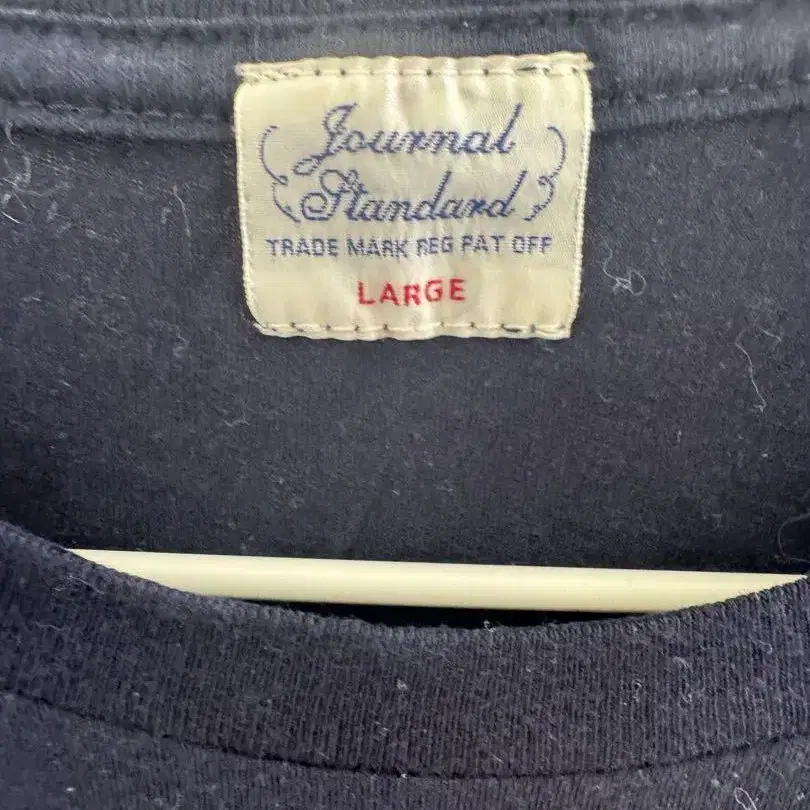 Journal
Standard
TRADE MARK REG PAT OFF
LARGE